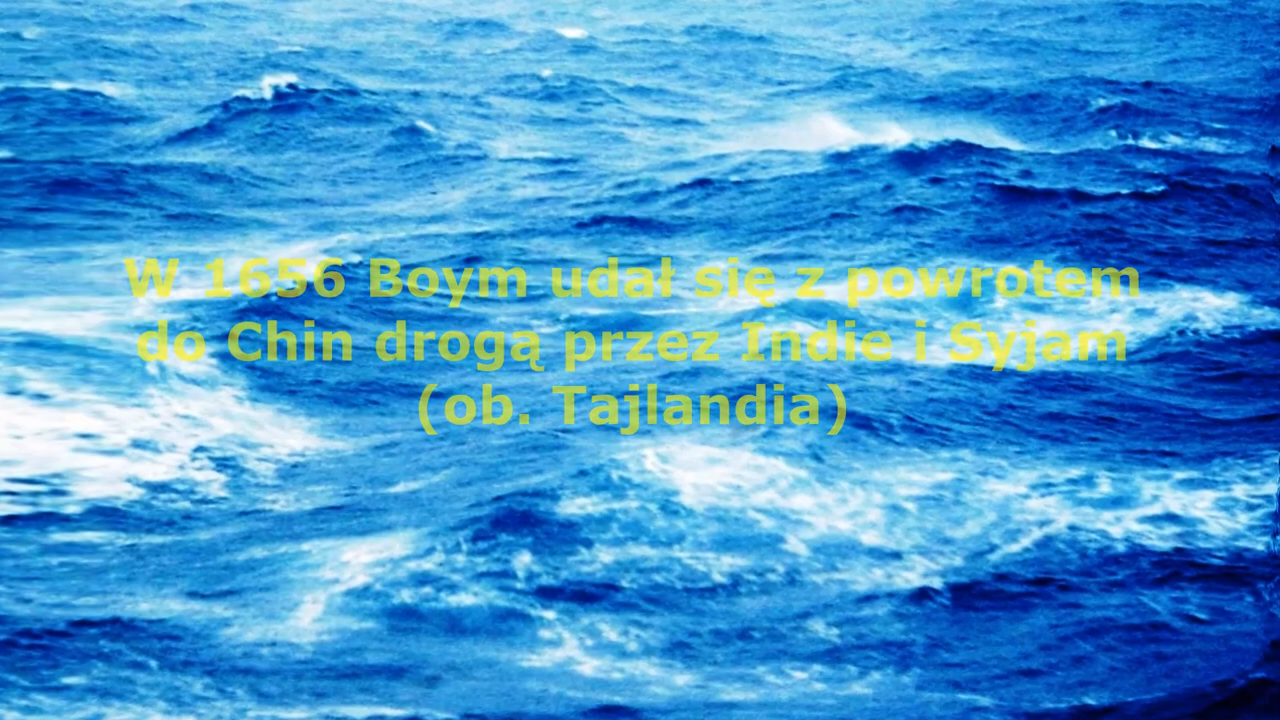 W 1656 Boym udał się z powrotem
do Chin drogą przez Indie i Syjam
(ob. Tajlandia)